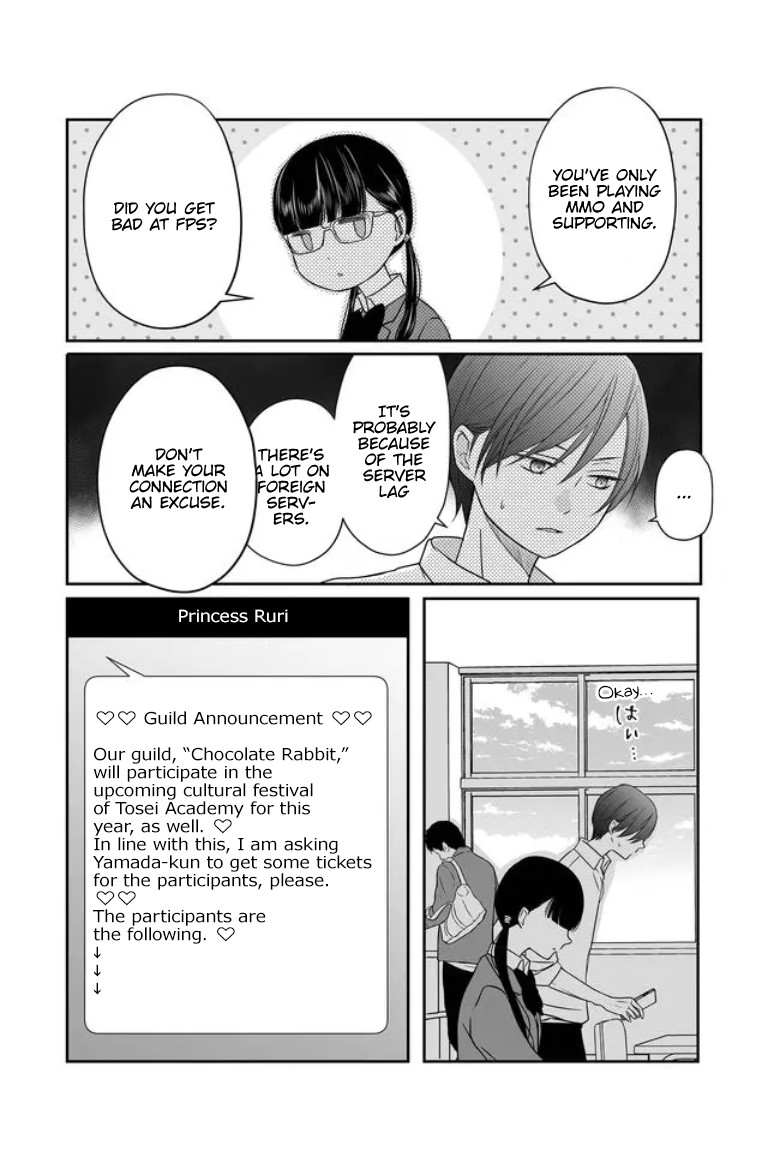 YOU'VE ONLY
BEEN PLAYING
MMO AND
SUPPORTING.
DID YOU GET
BAD AT FPS?
...
IT'S
PROBABLY
BECAUSE
OF THE
SERVER
LAG
THERE'S
A LOT ON
FOREIGN
SERV-
ERS.
DON'T
MAKE YOUR
CONNECTION
AN EXCUSE.
Okay...
はい…
Princess Ruri
♡♡ Guild Announcement ♡♡
Our guild, “Chocolate Rabbit,”
will participate in the
upcoming cultural festival
of Tosei Academy for this
year, as well. ♡
In line with this, I am asking
Yamada-kun to get some tickets
for the participants, please.
♡♡
The participants are
the following. ♡
↓
↓
↓